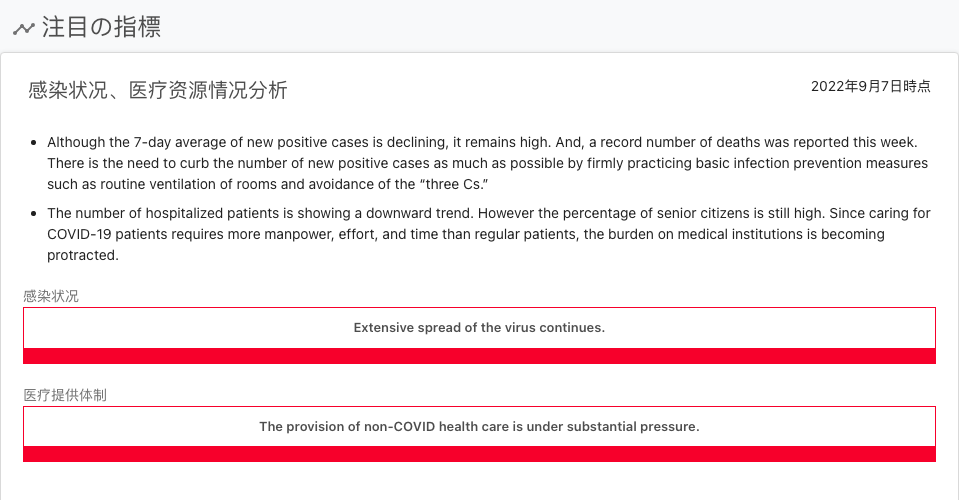 注目の指標
感染状况、医疗资源情况分析
2022年9月7日時点
Although the 7-day average of new positive cases is declining, it remains high. And, a record number of deaths was reported this week.
There is the need to curb the number of new positive cases as much as possible by firmly practicing basic infection prevention measures
such as routine ventilation of rooms and avoidance of the “three Cs.”
The number of hospitalized patients is showing a downward trend. However the percentage of senior citizens is still high. Since caring for
COVID-19 patients requires more manpower, effort, and time than regular patients, the burden on medical institutions is becoming
protracted.
感染状况
Extensive spread of the virus continues.
医疗提供体制
The provision of non-COVID health care is under substantial pressure.